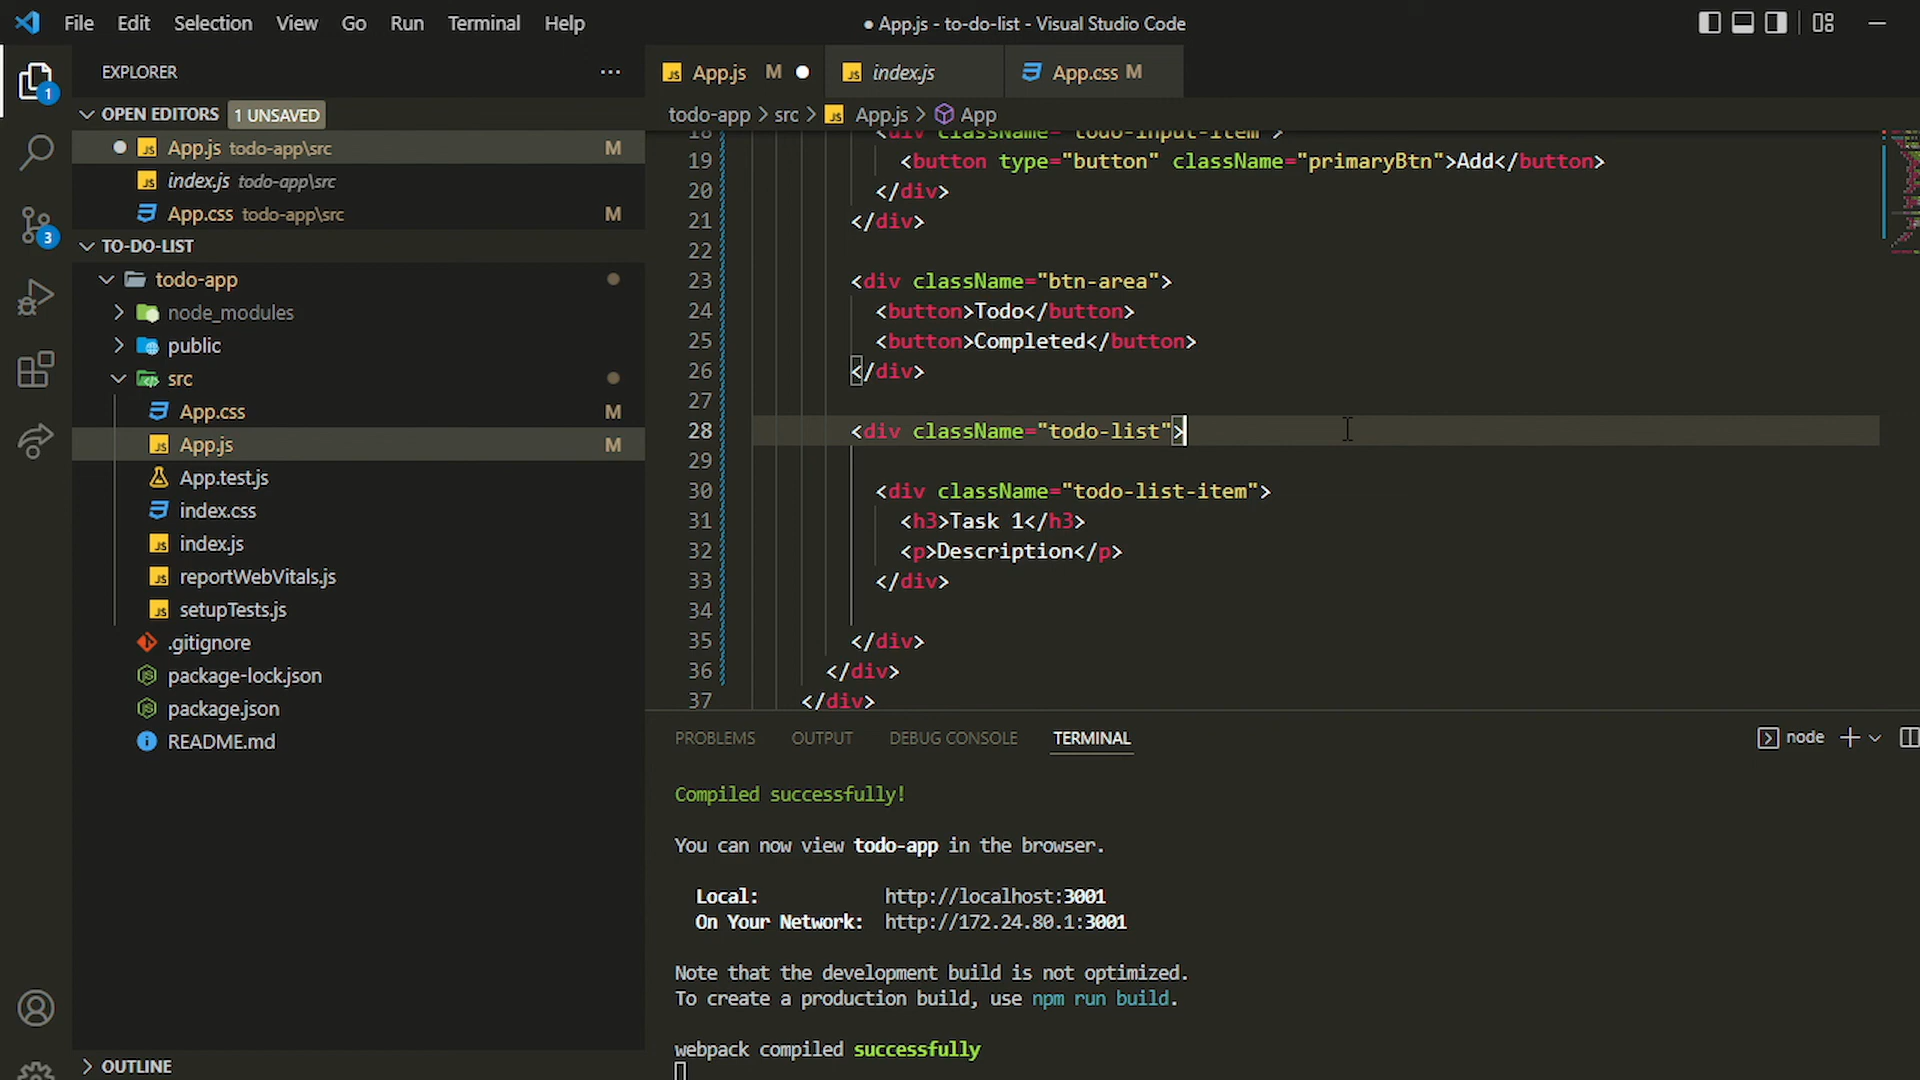 File Edit Selection View Go Run Terminal Help
● App.js - to-do-list - Visual Studio Code
EXPLORER
OPEN EDITORS 1 UNSAVED
App.js todo-app\src M
index.js todo-app\src
App.css todo-app\src M
TO-DO-LIST
todo-app
node_modules
public
src
App.css M
App.js M
App.test.js
index.css
index.js
reportWebVitals.js
setupTests.js
.gitignore
package-lock.json
package.json
README.md
OUTLINE
1
3
App.js M
index.js
App.css M
todo-app > src > App.js > App
18 <div className="todo-input-item">
19 <button type="button" className="primaryBtn">Add</button>
20 </div>
21 </div>
22
23 <div className="btn-area">
24 <button>Todo</button>
25 <button>Completed</button>
26 </div>
27
28 <div className="todo-list">
29
30 <div className="todo-list-item">
31 <h3>Task 1</h3>
32 <p>Description</p>
33 </div>
34
35 </div>
36 </div>
37 </div>
PROBLEMS OUTPUT DEBUG CONSOLE TERMINAL
node
Compiled successfully!
You can now view todo-app in the browser.
Local: http://localhost:3001
On Your Network: http://172.24.80.1:3001
Note that the development build is not optimized.
To create a production build, use npm run build.
webpack compiled successfully